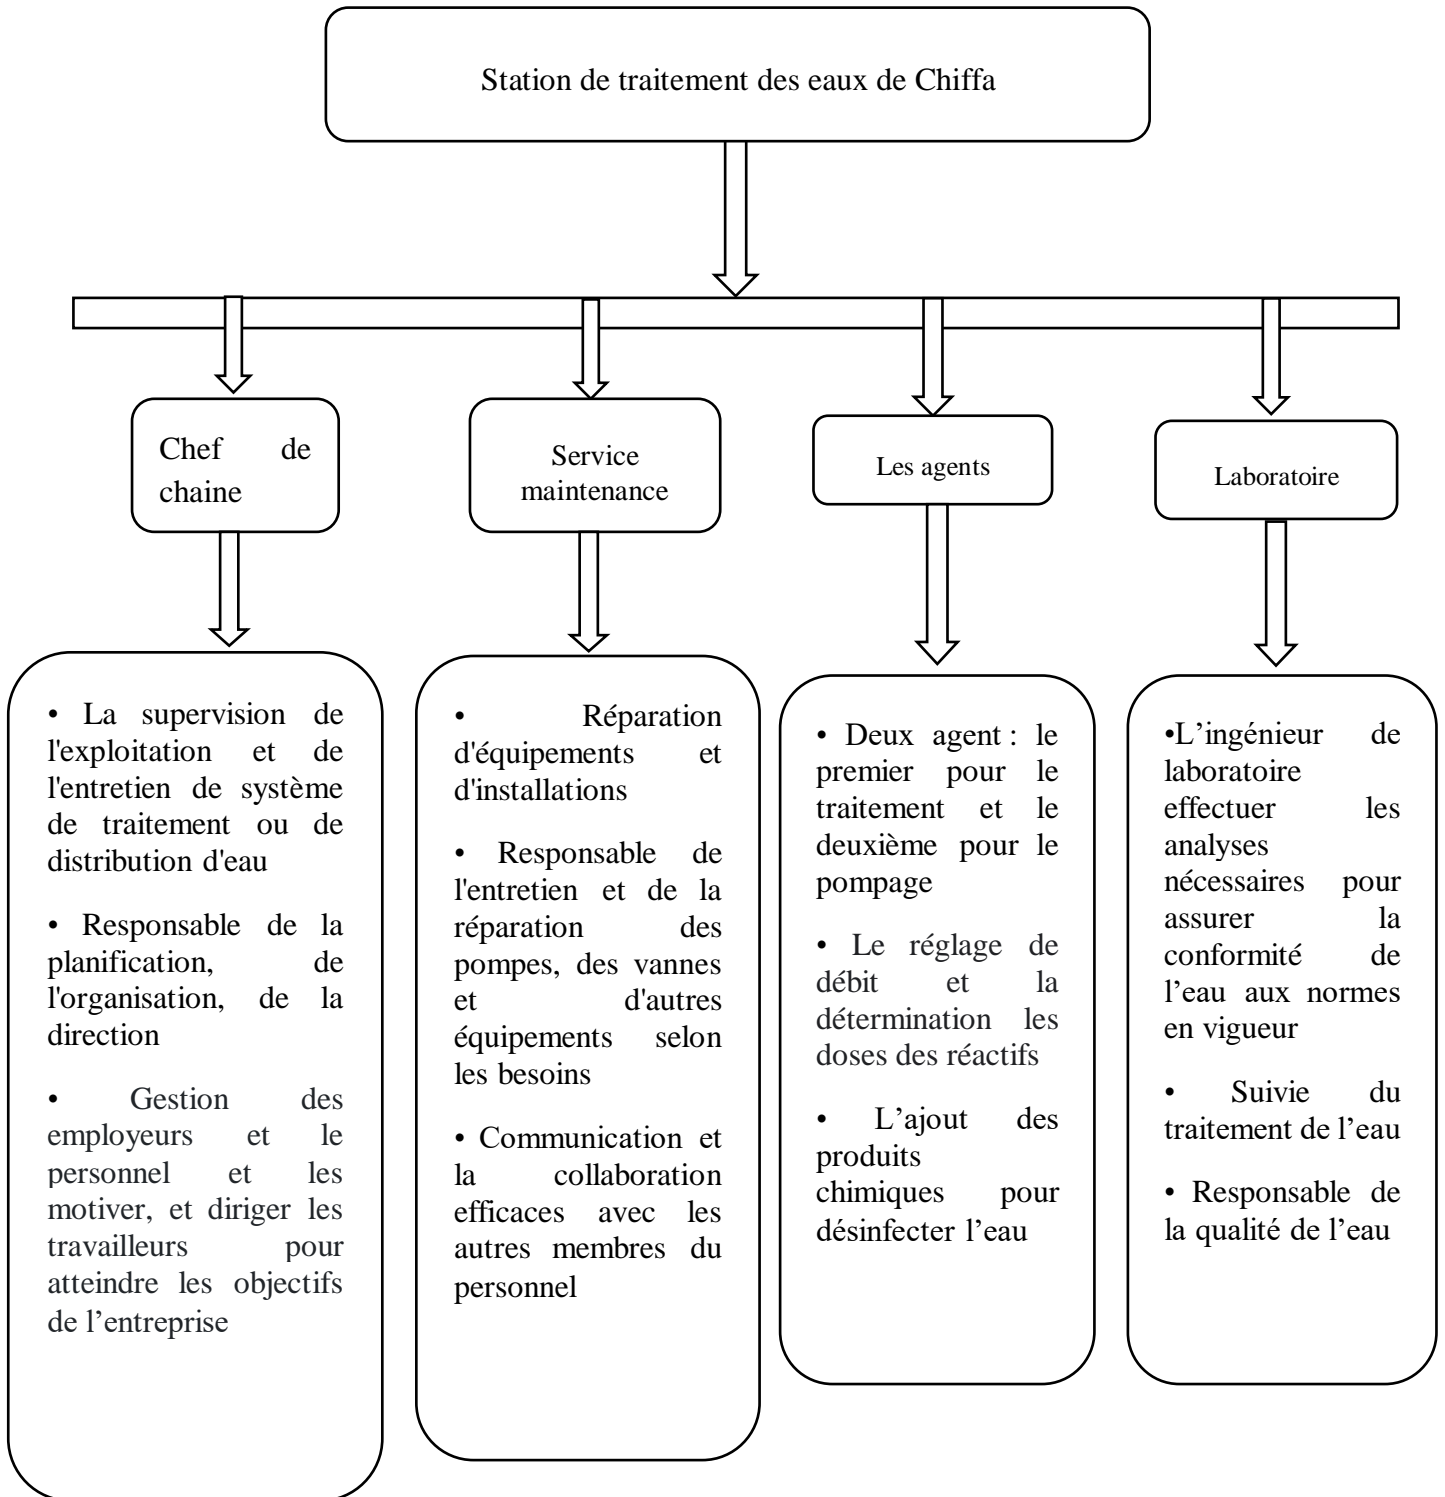 Station de traitement des eaux de Chiffa
Chef de
chaine
Service
maintenance
Les agents
Laboratoire
• La supervision de
l'exploitation et de
l'entretien de système
de traitement ou de
distribution d'eau
• Responsable de la
planification, de
l'organisation, de la
direction
• Gestion des
employeurs et le
personnel et les
motiver, et diriger les
travailleurs pour
atteindre les objectifs
de l’entreprise
• Réparation
d'équipements et
d'installations
• Responsable de
l'entretien et de la
réparation des
pompes, des vannes
et d'autres
équipements selon
les besoins
• Communication et
la collaboration
efficaces avec les
autres membres du
personnel
• Deux agent : le
premier pour le
traitement et le
deuxième pour le
pompage
• Le réglage de
débit et la
détermination les
doses des réactifs
• L’ajout des
produits
chimiques pour
désinfecter l’eau
•L’ingénieur de
laboratoire
effectuer les
analyses
nécessaires pour
assurer la
conformité de
l’eau aux normes
en vigueur
• Suivie du
traitement de l’eau
• Responsable de
la qualité de l’eau